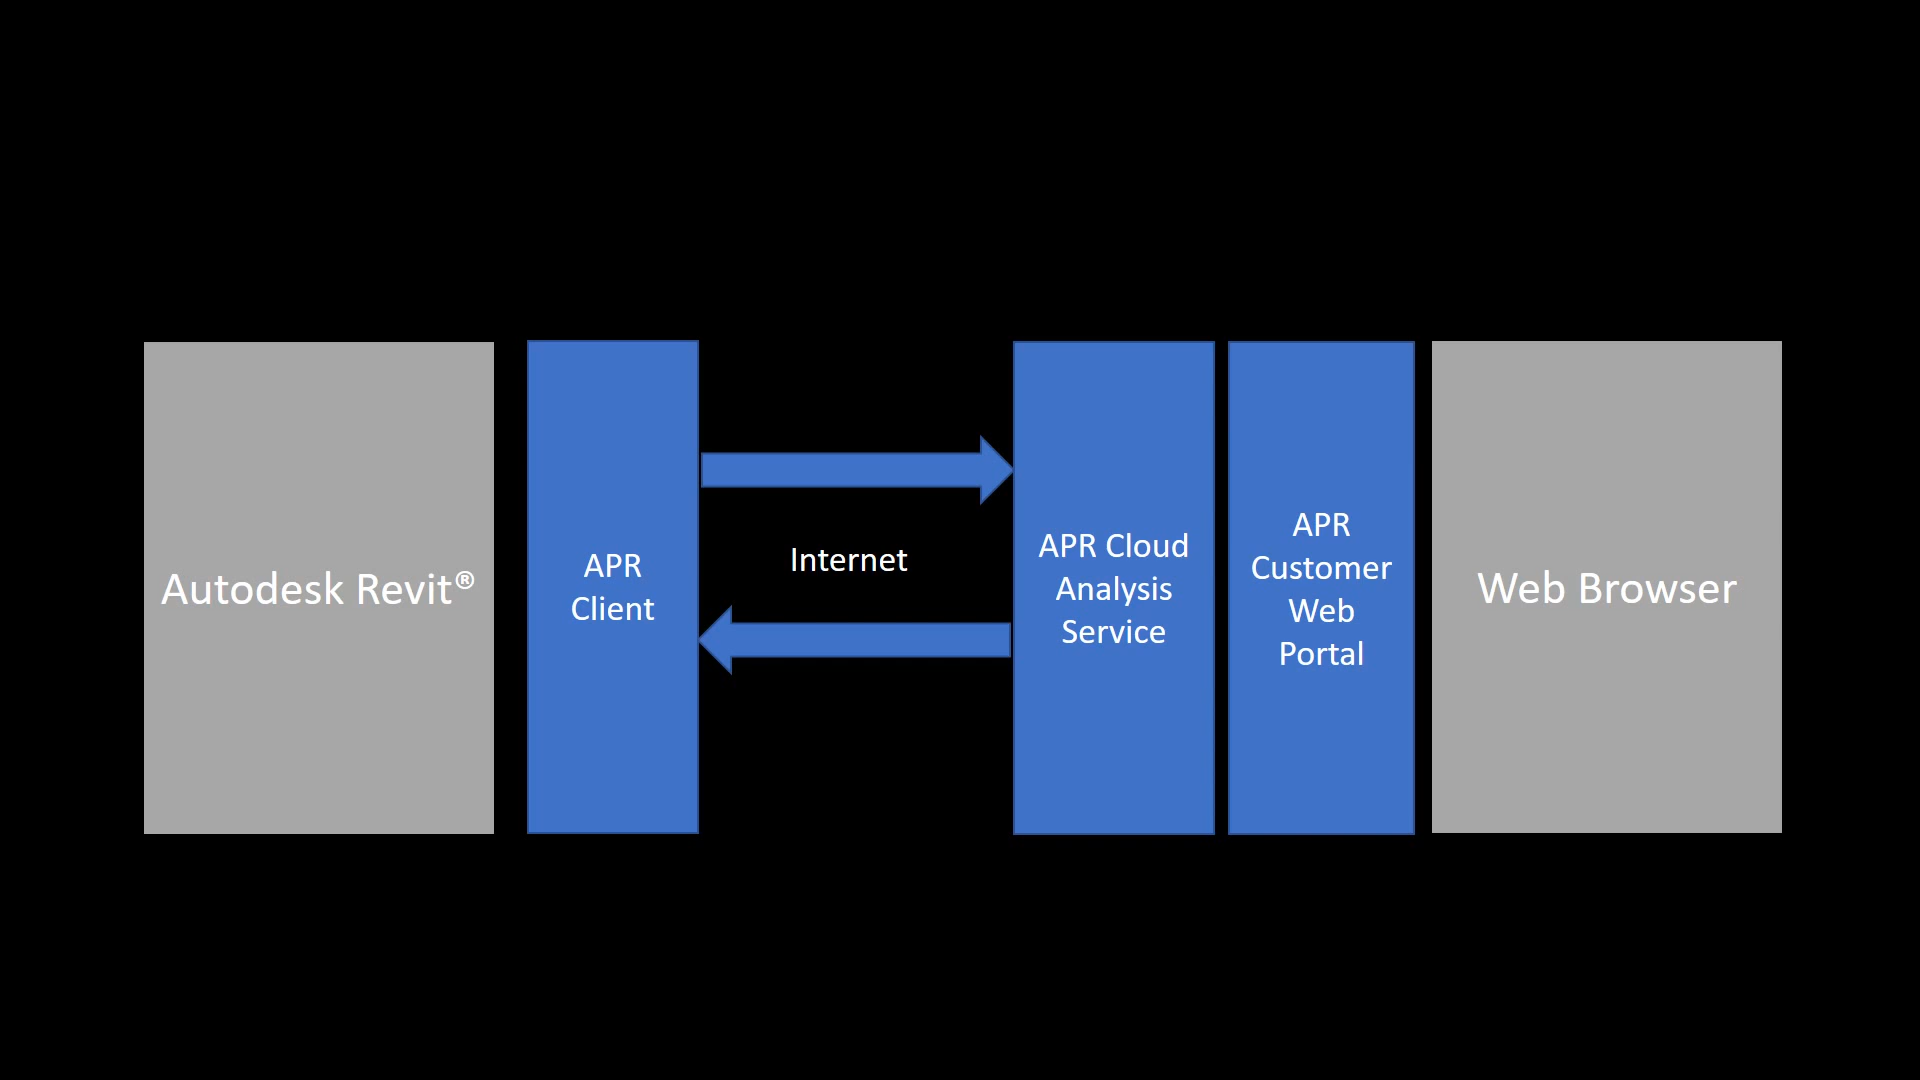 Autodesk Revit®
APR
Client
Internet
APR Cloud
Analysis
Service
APR
Customer
Web
Portal
Web Browser